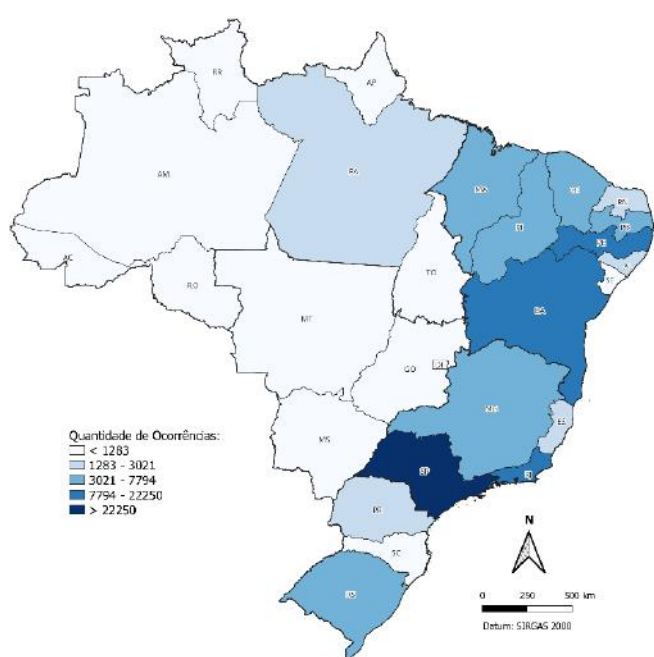 RR
AP
AM
PA
MA
CE
RN
PI
PB
PE
AC
TO
SE
RO
BA
MT
GO
DF
MG
ES
MS
SP
RJ
PR
SC
RS
Quantidade de Ocorrências:
< 1283
1283 - 3021
3021 - 7794
7794 - 22250
> 22250
N
0 250 500 km
Datum: SIRGAS 2000